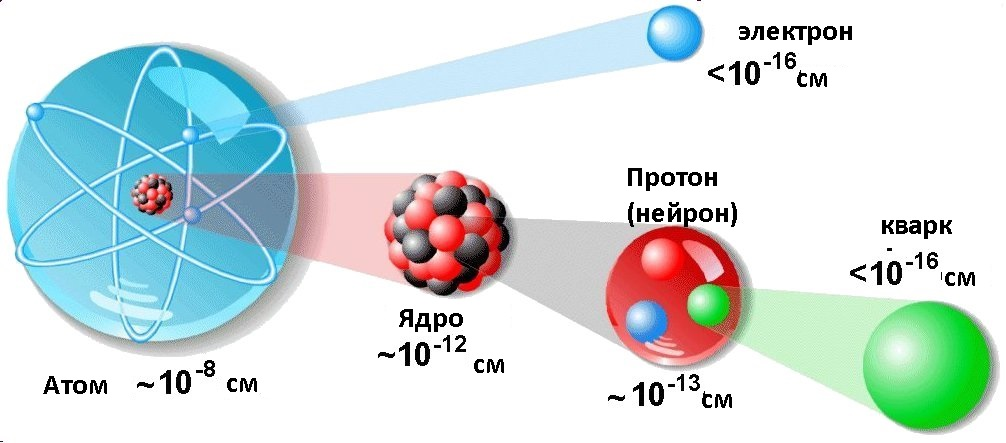 электрон
<10⁻¹⁶см
Протон
(нейрон)
кварк
<10⁻¹⁶см
Ядро
~10⁻¹² см
Атом ~10⁻⁸ см
~ 10⁻¹³см